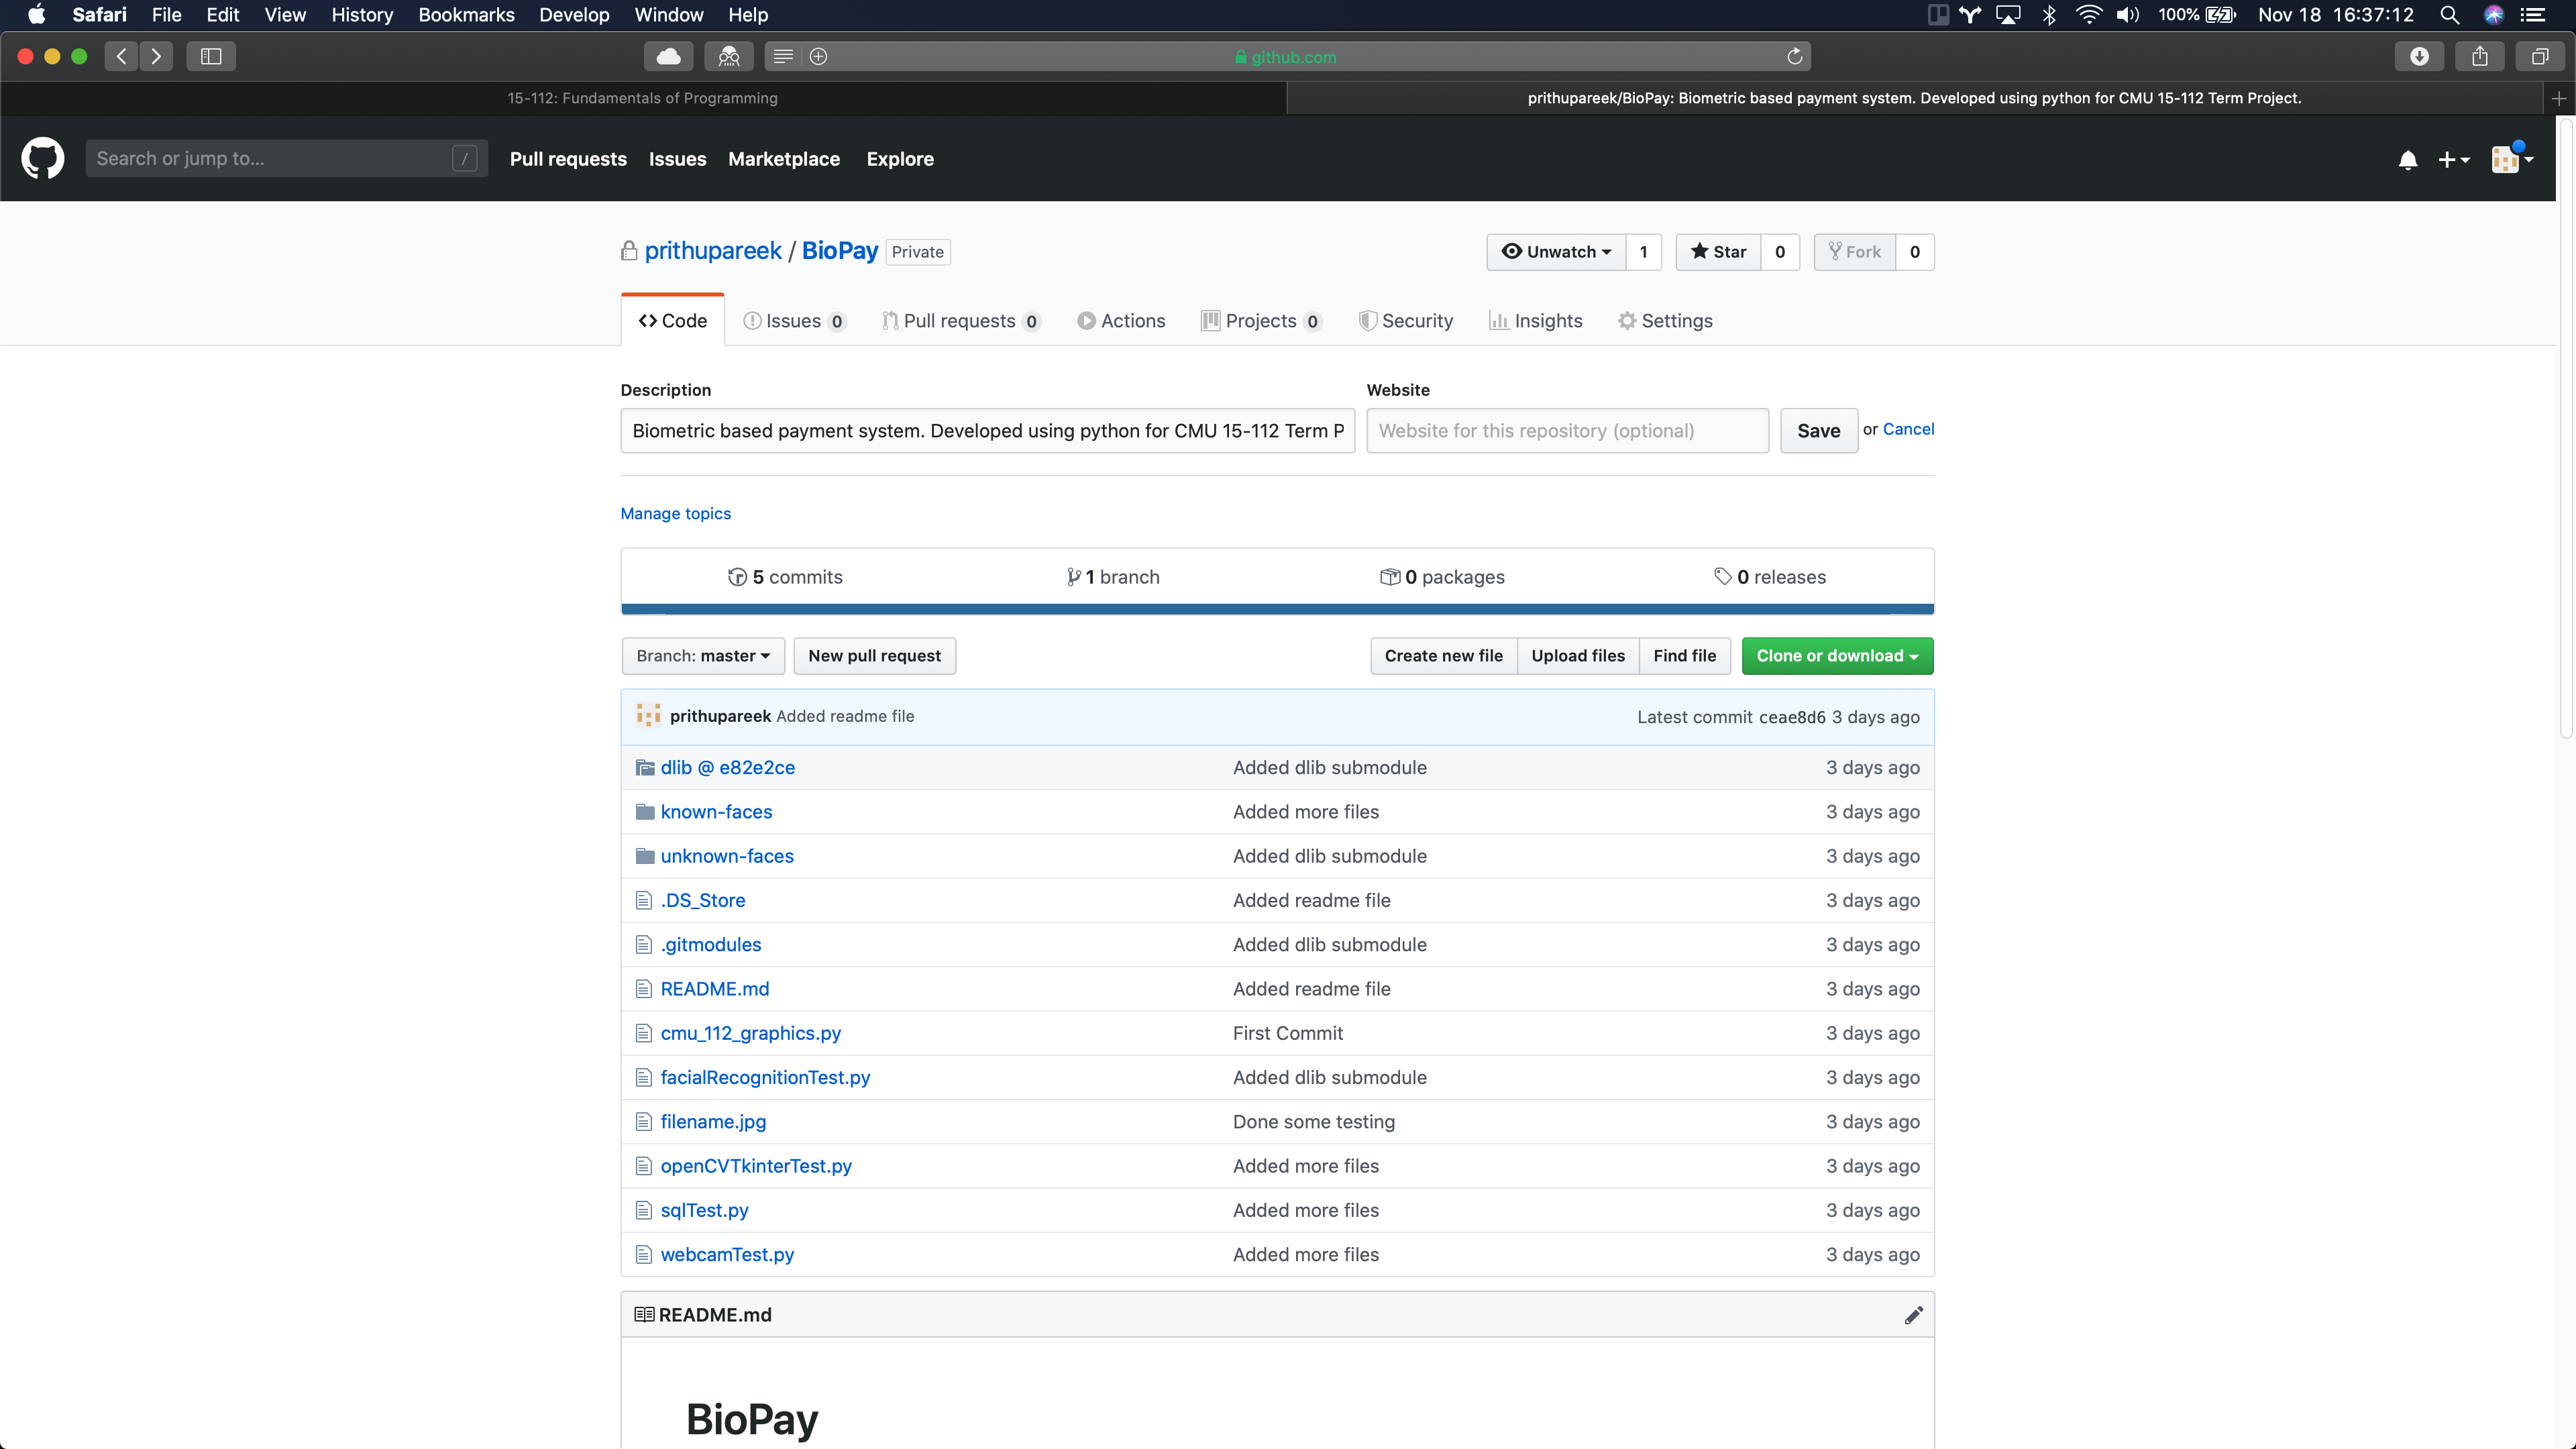 Safari File Edit View History Bookmarks Develop Window Help 100% Nov 18 16:37:12
github.com
15-112: Fundamentals of Programming
prithupareek/BioPay: Biometric based payment system. Developed using python for CMU 15-112 Term Project.
Search or jump to... / Pull requests Issues Marketplace Explore
prithupareek / BioPay Private Unwatch 1 Star 0 Fork 0
Code Issues 0 Pull requests 0 Actions Projects 0 Security Insights Settings
Description Website
Biometric based payment system. Developed using python for CMU 15-112 Term P Website for this repository (optional) Save or Cancel
Manage topics
5 commits 1 branch 0 packages 0 releases
Branch: master New pull request Create new file Upload files Find file Clone or download
prithupareek Added readme file Latest commit ceae8d6 3 days ago
dlib @ e82e2ce Added dlib submodule 3 days ago
known-faces Added more files 3 days ago
unknown-faces Added dlib submodule 3 days ago
.DS_Store Added readme file 3 days ago
.gitmodules Added dlib submodule 3 days ago
README.md Added readme file 3 days ago
cmu_112_graphics.py First Commit 3 days ago
facialRecognitionTest.py Added dlib submodule 3 days ago
filename.jpg Done some testing 3 days ago
openCVTkinterTest.py Added more files 3 days ago
sqlTest.py Added more files 3 days ago
webcamTest.py Added more files 3 days ago
README.md
BioPay